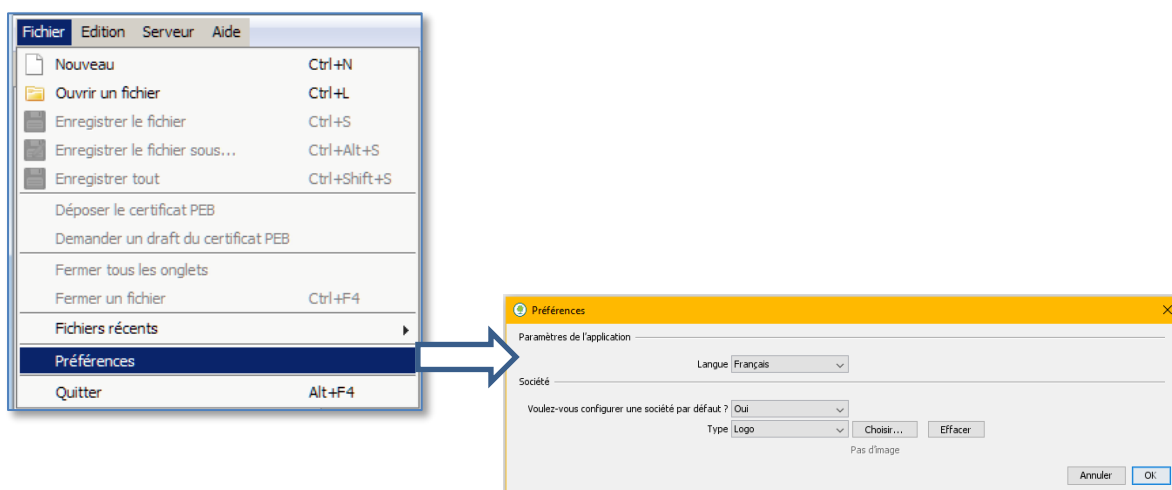 Fichier Edition Serveur Aide
Nouveau Ctrl+N
Ouvrir un fichier Ctrl+L
Enregistrer le fichier Ctrl+S
Enregistrer le fichier sous... Ctrl+Alt+S
Enregistrer tout Ctrl+Shift+S
Déposer le certificat PEB
Demander un draft du certificat PEB
Fermer tous les onglets
Fermer un fichier Ctrl+F4
Fichiers récents
Préférences
Quitter Alt+F4
Préférences
Paramètres de l'application
Langue Français
Société
Voulez-vous configurer une société par défaut ? Oui
Type Logo Choisir... Effacer
Pas d'image
Annuler OK